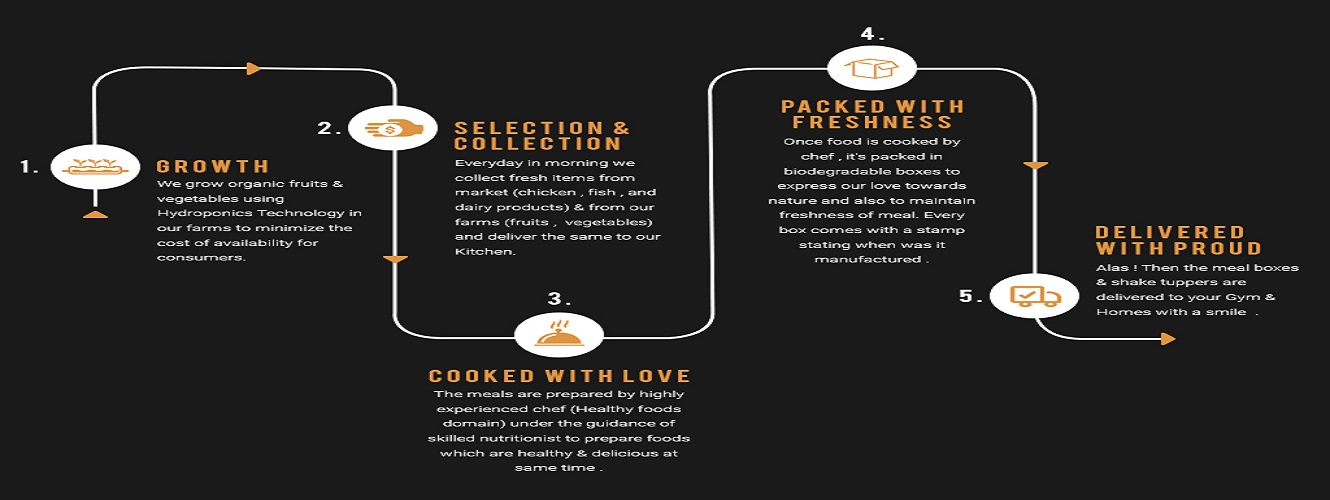 1.
GROWTH
We grow organic fruits &
vegetables using
Hydroponics Technology in
our farms to minimize the
cost of availability for
consumers.
2.
$
SELECTION &
COLLECTION
Everyday in morning we
collect fresh items from
market (chicken , fish , and
dairy products) & from our
farms (fruits , vegetables)
and deliver the same to our
Kitchen.
3.
COOKED WITH LOVE
The meals are prepared by highly
experienced chef (Healthy foods
domain) under the guidance of
skilled nutritionist to prepare foods
which are healthy & delicious at
same time .
4.
PACKED WITH
FRESHNESS
Once food is cooked by
chef , it's packed in
biodegradable boxes to
express our love towards
nature and also to maintain
freshness of meal. Every
box comes with a stamp
stating when was it
manufactured .
5.
DELIVERED
WITH PROUD
Alas ! Then the meal boxes
& shake tuppers are
delivered to your Gym &
Homes with a smile .